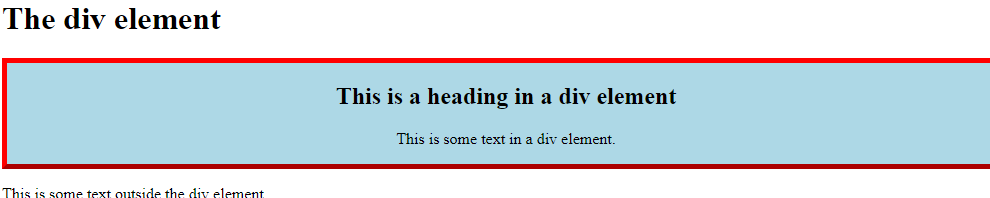 The div element
This is a heading in a div element
This is some text in a div element.
This is some text outside the div element